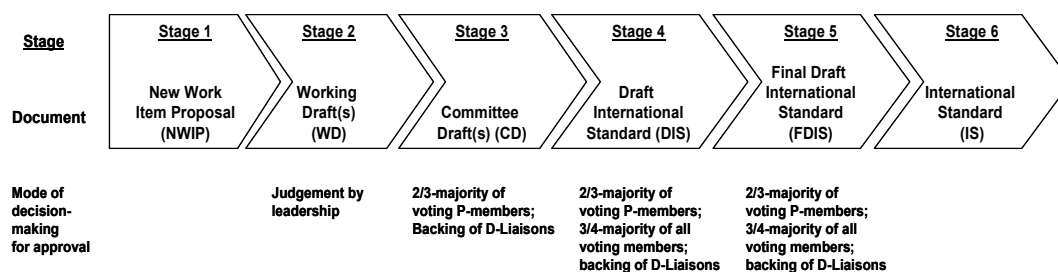 Stage
Stage 1
Stage 2
Stage 3
Stage 4
Stage 5
Stage 6
Document
New Work
Item Proposal
(NWIP)
Working
Draft(s)
(WD)
Committee
Draft(s) (CD)
Draft
International
Standard (DIS)
Final Draft
International
Standard
(FDIS)
International
Standard
(IS)
Mode of
decision-
making
for approval
Judgement by
leadership
2/3-majority of
voting P-members;
Backing of D-Liaisons
2/3-majority of
voting P-members;
3/4-majority of all
voting members;
backing of D-Liaisons
2/3-majority of
voting P-members;
3/4-majority of all
voting members;
backing of D-Liaisons